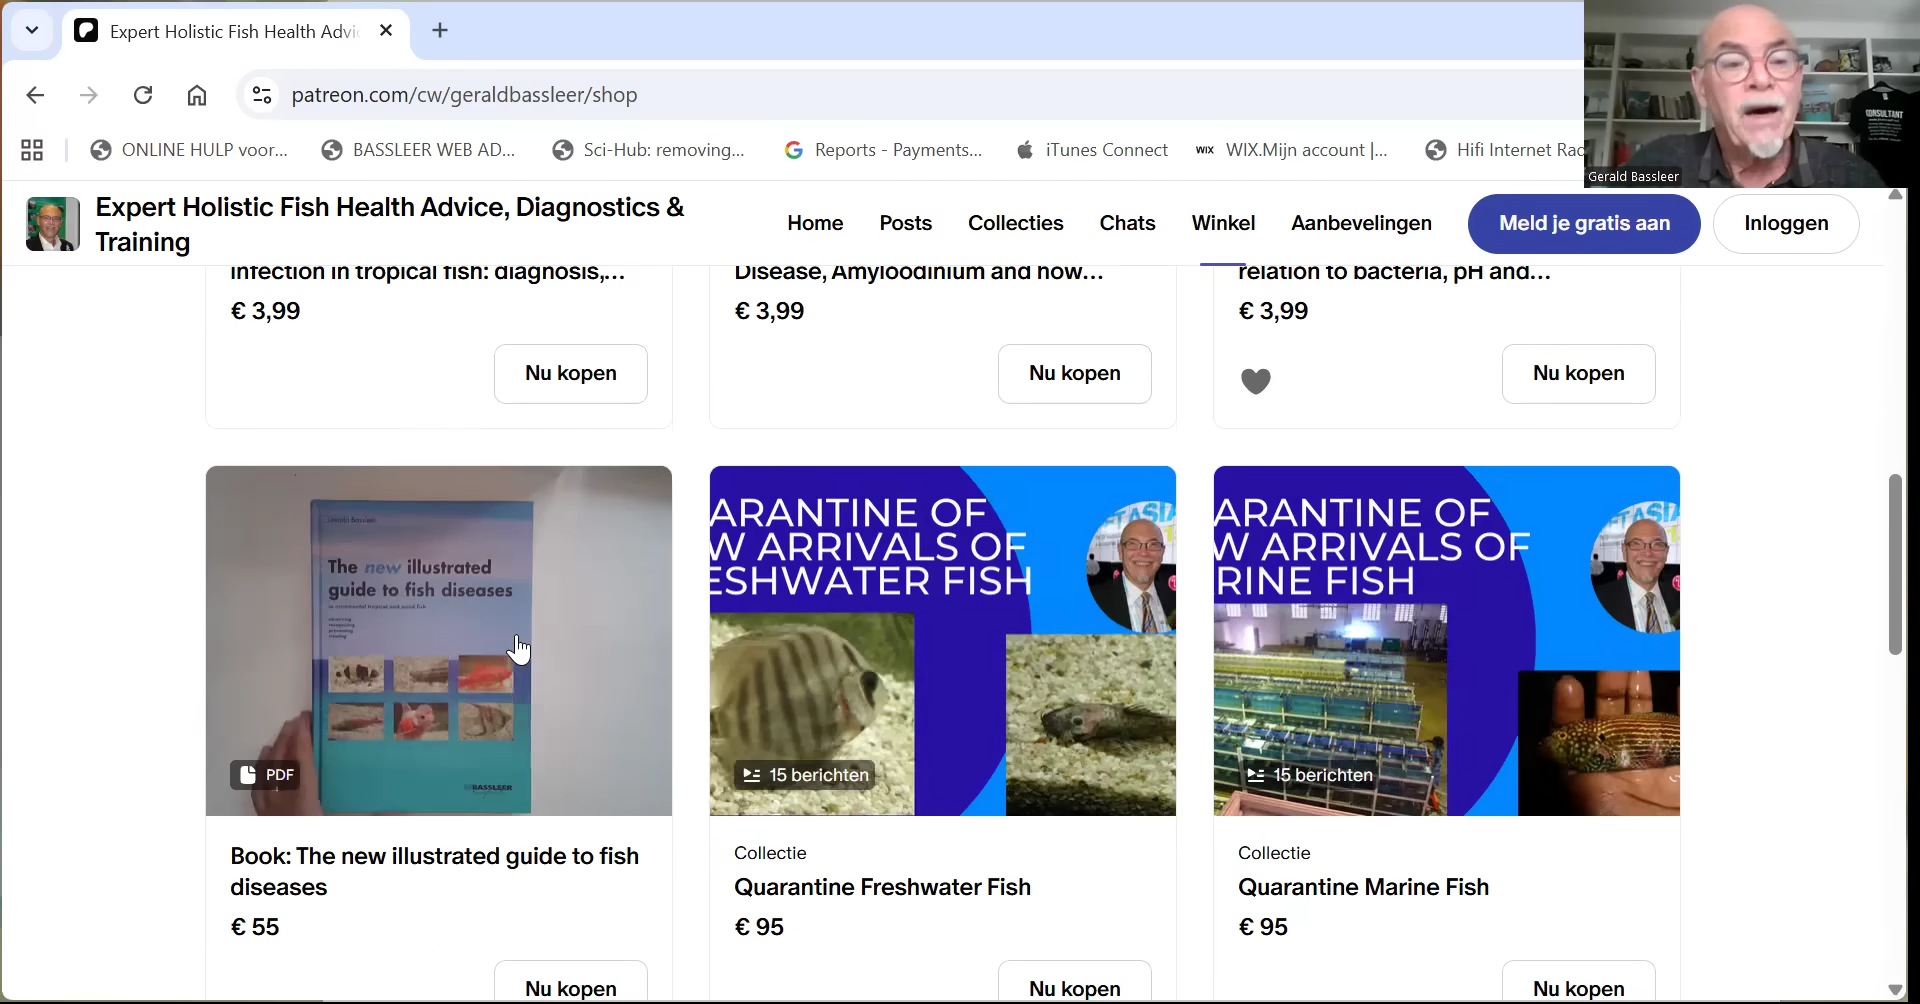 Expert Holistic Fish Health Advi
patreon.com/cw/geraldbassleer/shop
ONLINE HULP voor...
BASSLEER WEB AD...
Sci-Hub: removing...
Reports - Payments...
iTunes Connect
WIX
WIX.Mijn account |...
Hifi Internet Rad
CONSULTANT
Gerald Bassleer
Expert Holistic Fish Health Advice, Diagnostics &
Training
Home
Posts
Collecties
Chats
Winkel
Aanbevelingen
Meld je gratis aan
Inloggen
infection in tropical fish: diagnosis,...
€ 3,99
Nu kopen
Disease, Amyloodinium and how...
€ 3,99
Nu kopen
relation to bacteria, pH and...
€ 3,99
Nu kopen
Gerald Bassleer
The new illustrated
guide to fish diseases
BASSLEER
PDF
Book: The new illustrated guide to fish
diseases
€ 55
Nu kopen
ARANTINE OF
W ARRIVALS OF
ESHWATER FISH
15 berichten
Collectie
Quarantine Freshwater Fish
€ 95
Nu kopen
ARANTINE OF
W ARRIVALS OF
RINE FISH
15 berichten
Collectie
Quarantine Marine Fish
€ 95
Nu kopen